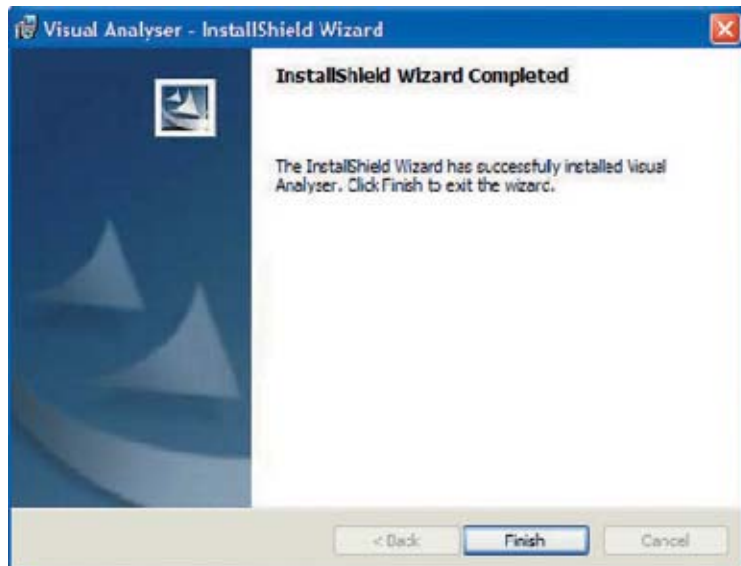 Visual Analyser - InstallShield Wizard
InstallShield Wizard Completed
The InstallShield Wizard has successfully installed Visual
Analyser. Click Finish to exit the wizard.
< Back
Finish
Cancel